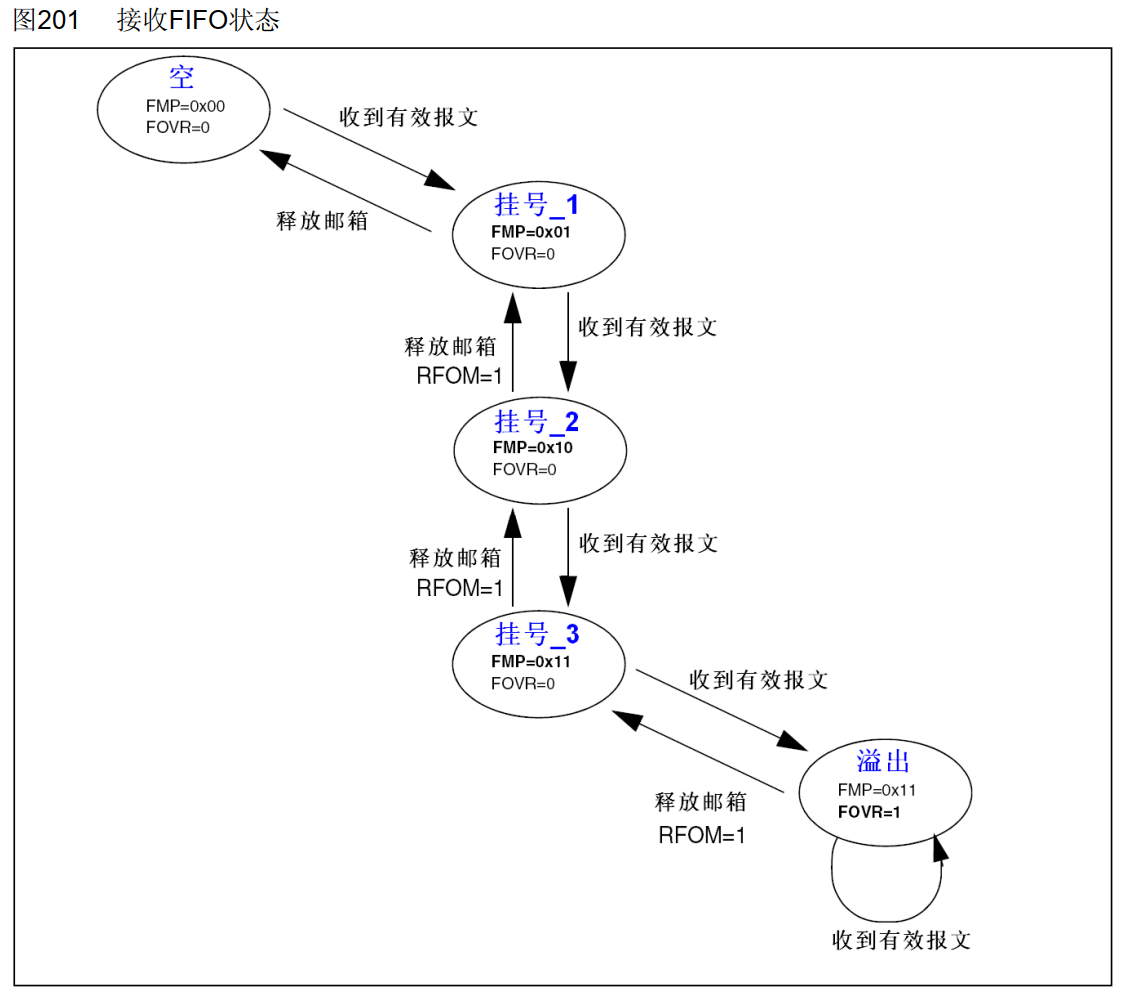 图201 接收FIFO状态
空
FMP=0x00
FOVR=0
收到有效报文
释放邮箱
挂号_1
FMP=0x01
FOVR=0
收到有效报文
释放邮箱
RFOM=1
挂号_2
FMP=0x10
FOVR=0
收到有效报文
释放邮箱
RFOM=1
挂号_3
FMP=0x11
FOVR=0
收到有效报文
溢出
FMP=0x11
FOVR=1
释放邮箱
RFOM=1
收到有效报文